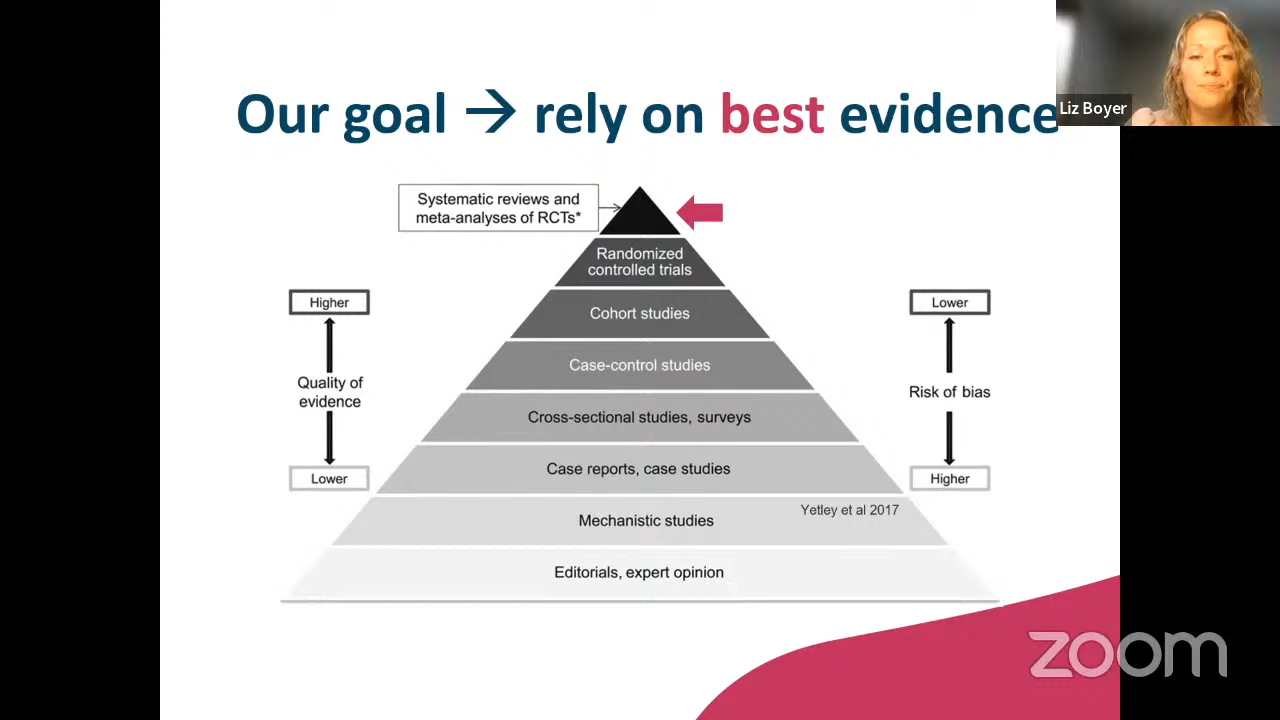 Our goal → rely on best evidence
Liz Boyer
Systematic reviews and
meta-analyses of RCTs*
Randomized
controlled trials
Higher
Lower
Cohort studies
Case-control studies
Quality of
evidence
Risk of bias
Cross-sectional studies, surveys
Case reports, case studies
Lower
Higher
Yetley et al 2017
Mechanistic studies
Editorials, expert opinion
zoom